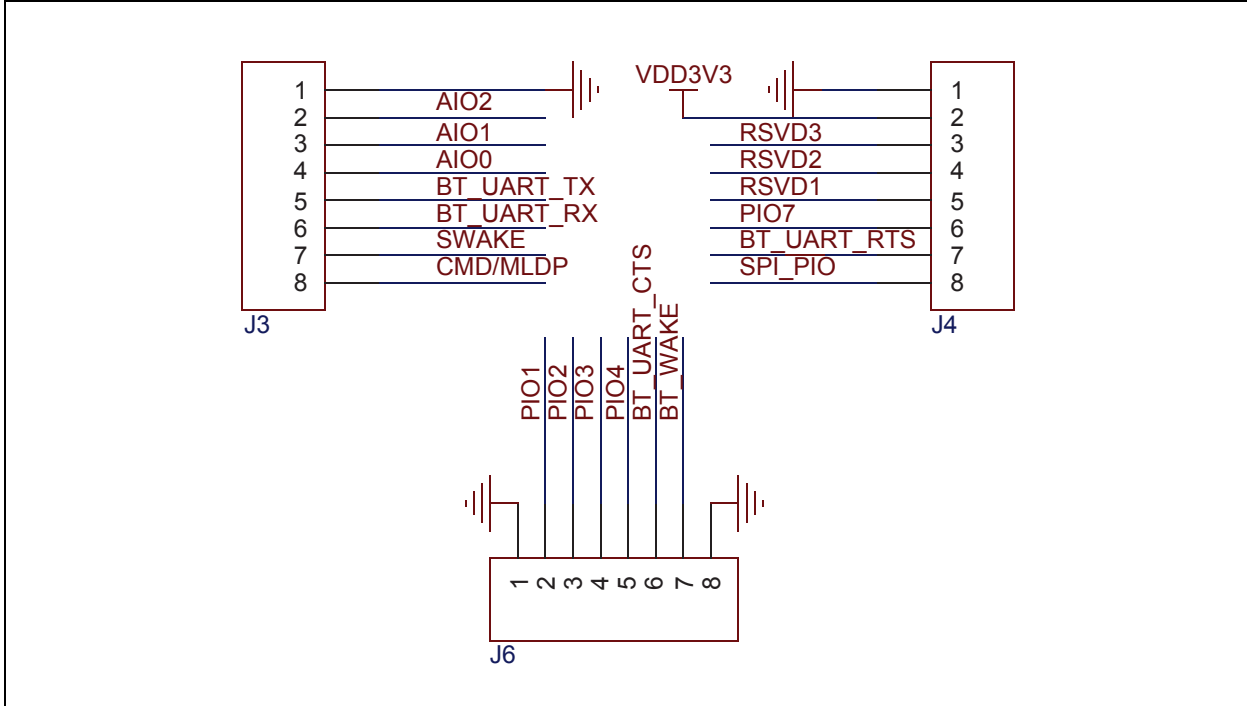 1
AIO2
2
AIO1
3
AIO0
4
BT_UART_TX
5
BT_UART_RX
6
SWAKE
7
CMD/MLDP
8
J3
VDD3V3
1
2
RSVD3
3
RSVD2
4
RSVD1
5
PIO7
6
BT_UART_RTS
7
SPI_PIO
8
J4
PIO1
PIO2
PIO3
PIO4
BT_UART_CTS
BT_WAKE
1 2 3 4 5 6 7 8
J6